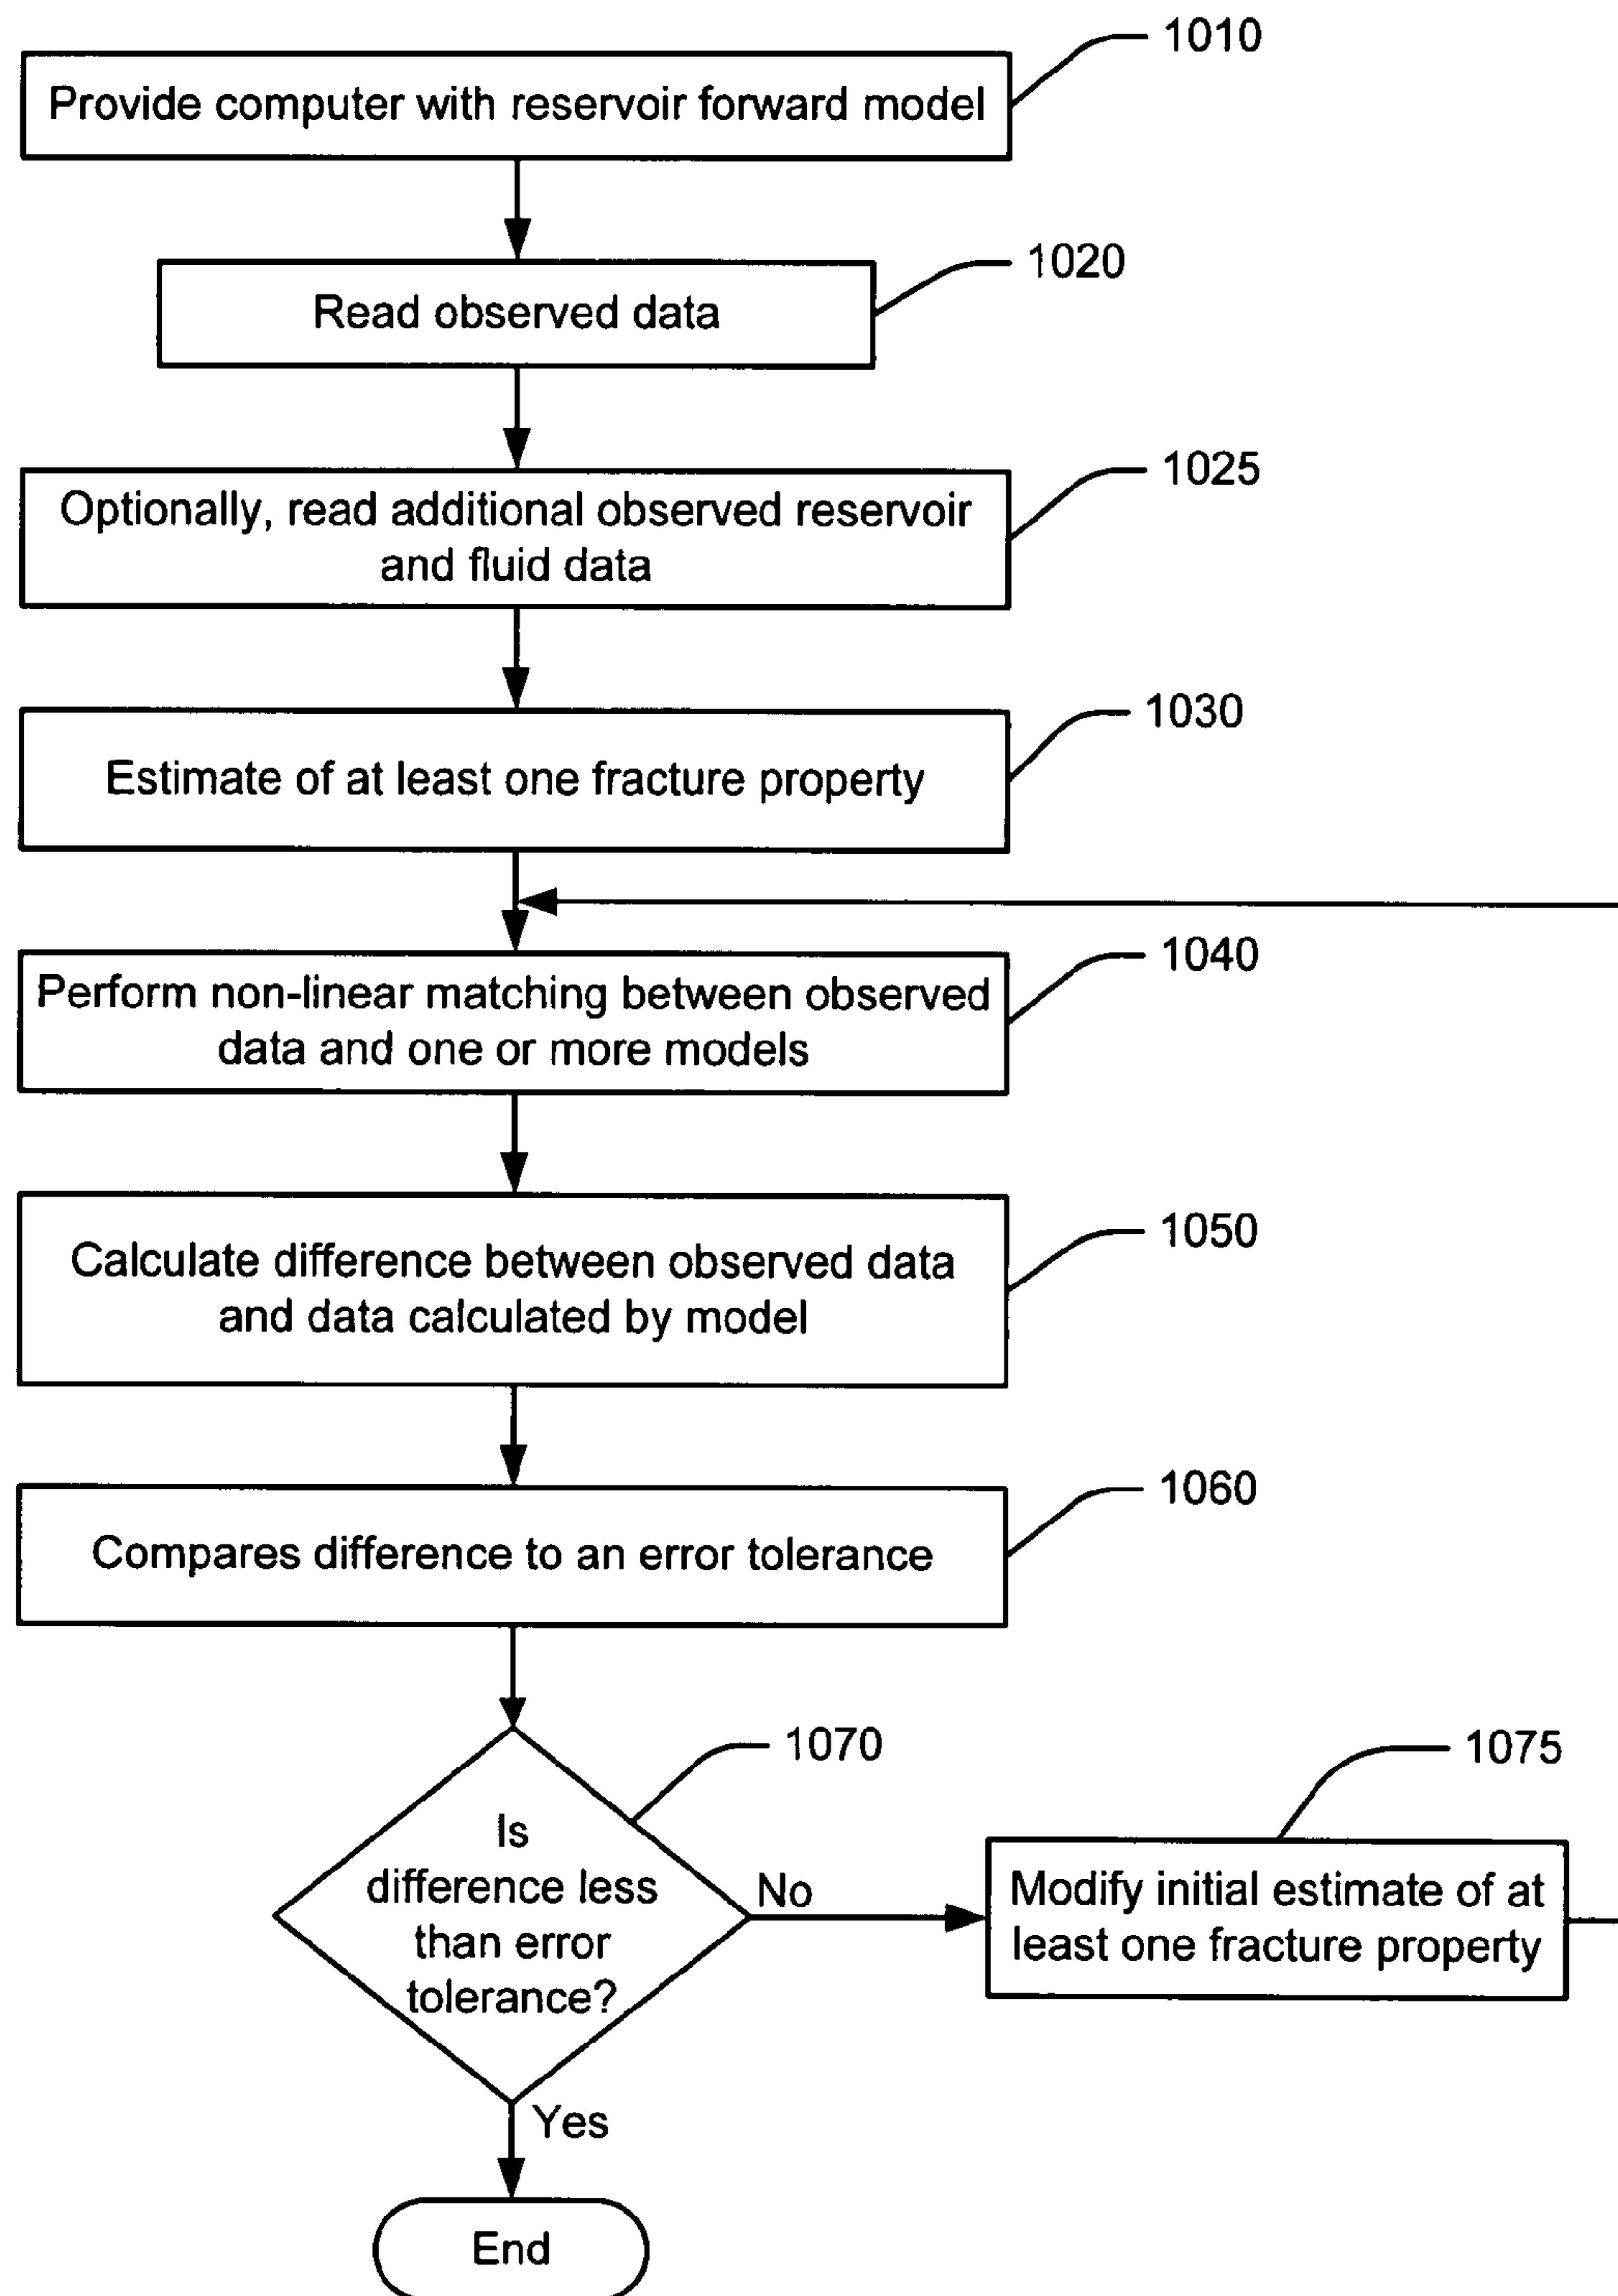 1010
Provide computer with reservoir forward model
1020
Read observed data
1025
Optionally, read additional observed reservoir
and fluid data
1030
Estimate of at least one fracture property
1040
Perform non-linear matching between observed
data and one or more models
1050
Calculate difference between observed data
and data calculated by model
1060
Compares difference to an error tolerance
1070
Is
difference less
than error
tolerance?
No
1075
Modify initial estimate of at
least one fracture property
Yes
End